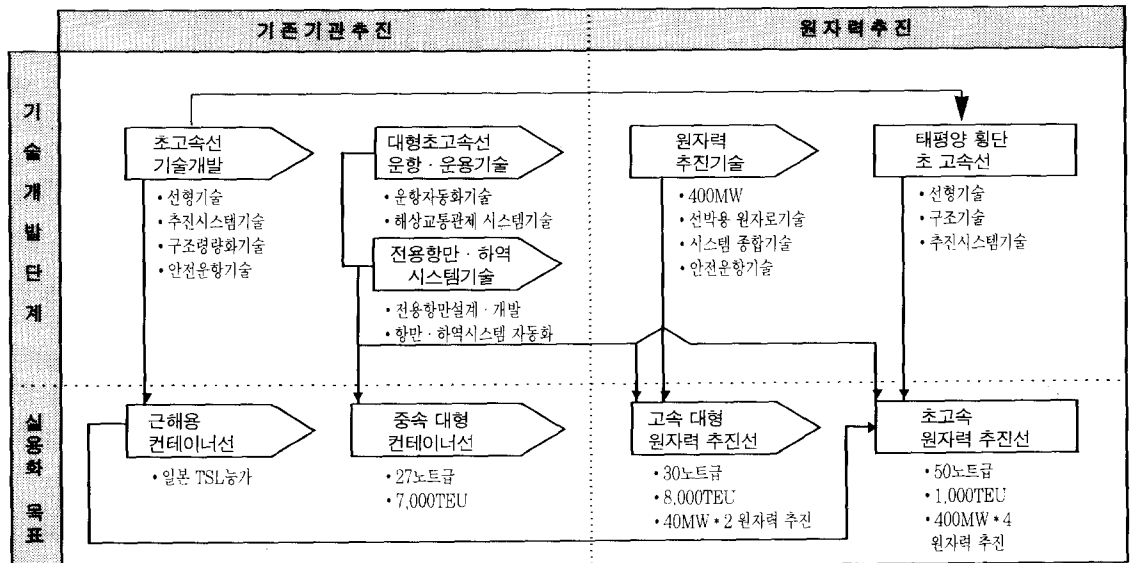 기존기관추진
원자력추진
기술개발단계
초고속선
기술개발
• 선형기술
• 추진시스템기술
• 구조령량화기술
• 안전운항기술
대형초고속선
운항 · 운용기술
• 운항자동화기술
• 해상교통관제 시스템기술
전용항만 · 하역
시스템기술
• 전용항만설계 · 개발
• 항만 · 하역시스템 자동화
원자력
추진기술
• 400MW
• 선박용 원자로기술
• 시스템 종합기술
• 안전운항기술
태평양 횡단
초 고속선
• 선형기술
• 구조기술
• 추진시스템기술
실용화 목표
근해용
컨테이너선
• 일본 TSL능가
중속 대형
컨테이너선
• 27노트급
• 7,000TEU
고속 대형
원자력 추진선
• 30노트급
• 8,000TEU
• 40MW * 2 원자력 추진
초고속
원자력 추진선
• 50노트급
• 1,000TEU
• 400MW * 4
원자력 추진